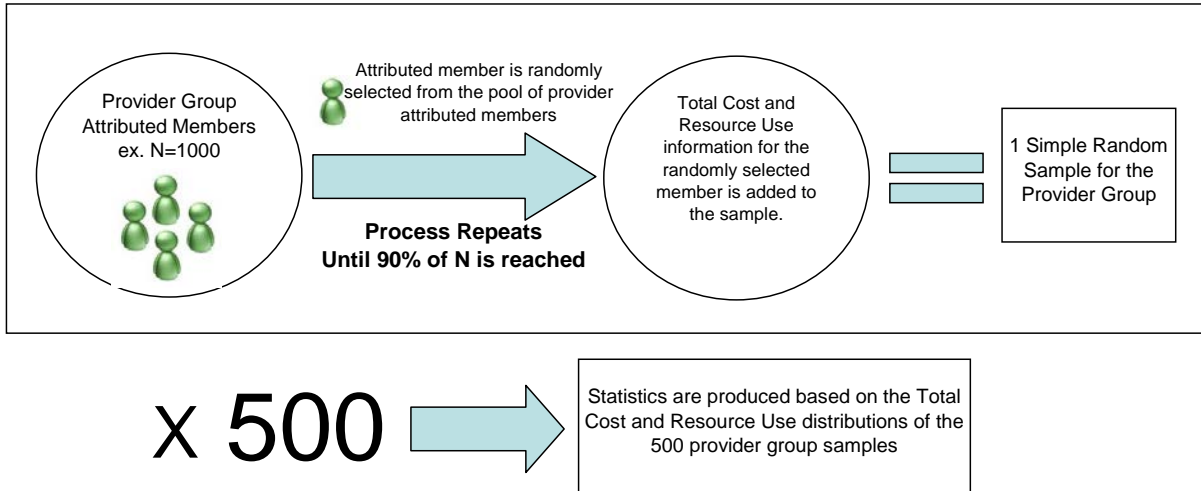 Provider Group
Attributed Members
ex. N=1000
Attributed member is randomly
selected from the pool of provider
attributed members
Process Repeats
Until 90% of N is reached
Total Cost and
Resource Use
information for the
randomly selected
member is added to
the sample.
1 Simple Random
Sample for the
Provider Group
X 500
Statistics are produced based on the Total
Cost and Resource Use distributions of the
500 provider group samples